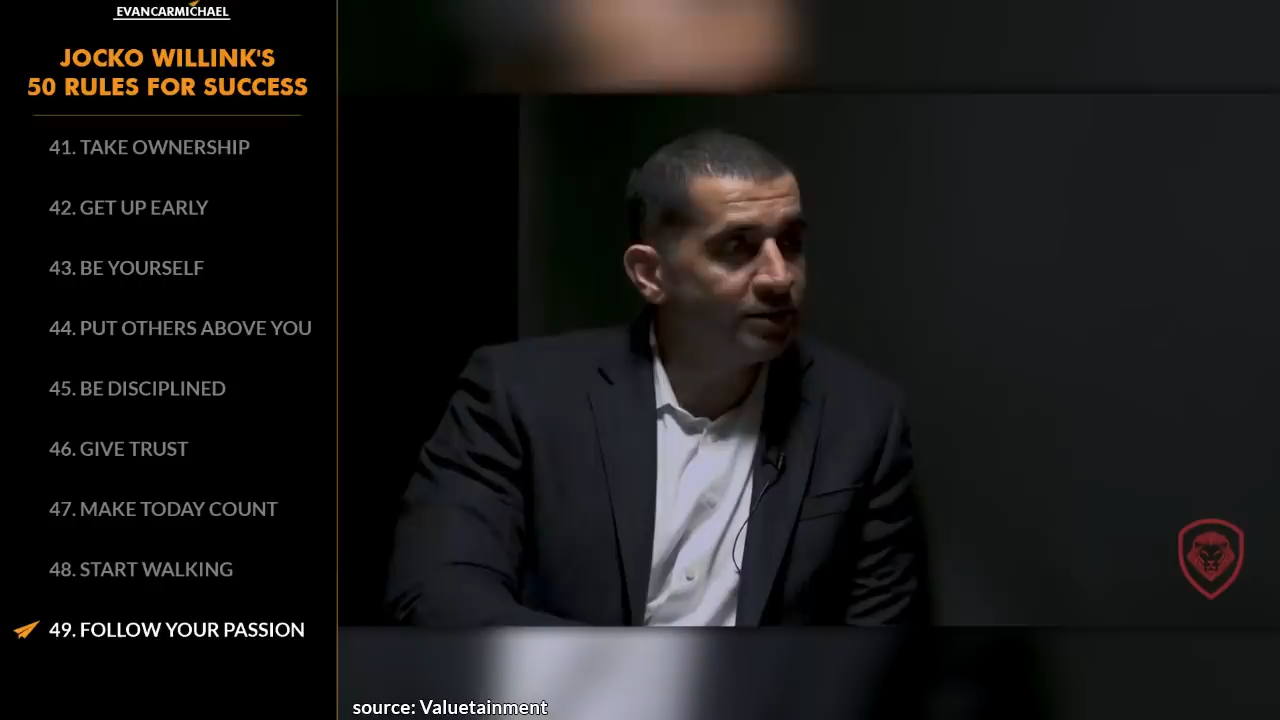 EVANCARMICHAEL
JOCKO WILLINK'S
50 RULES FOR SUCCESS
41. TAKE OWNERSHIP
42. GET UP EARLY
43. BE YOURSELF
44. PUT OTHERS ABOVE YOU
45. BE DISCIPLINED
46. GIVE TRUST
47. MAKE TODAY COUNT
48. START WALKING
49. FOLLOW YOUR PASSION
source: Valuetainment